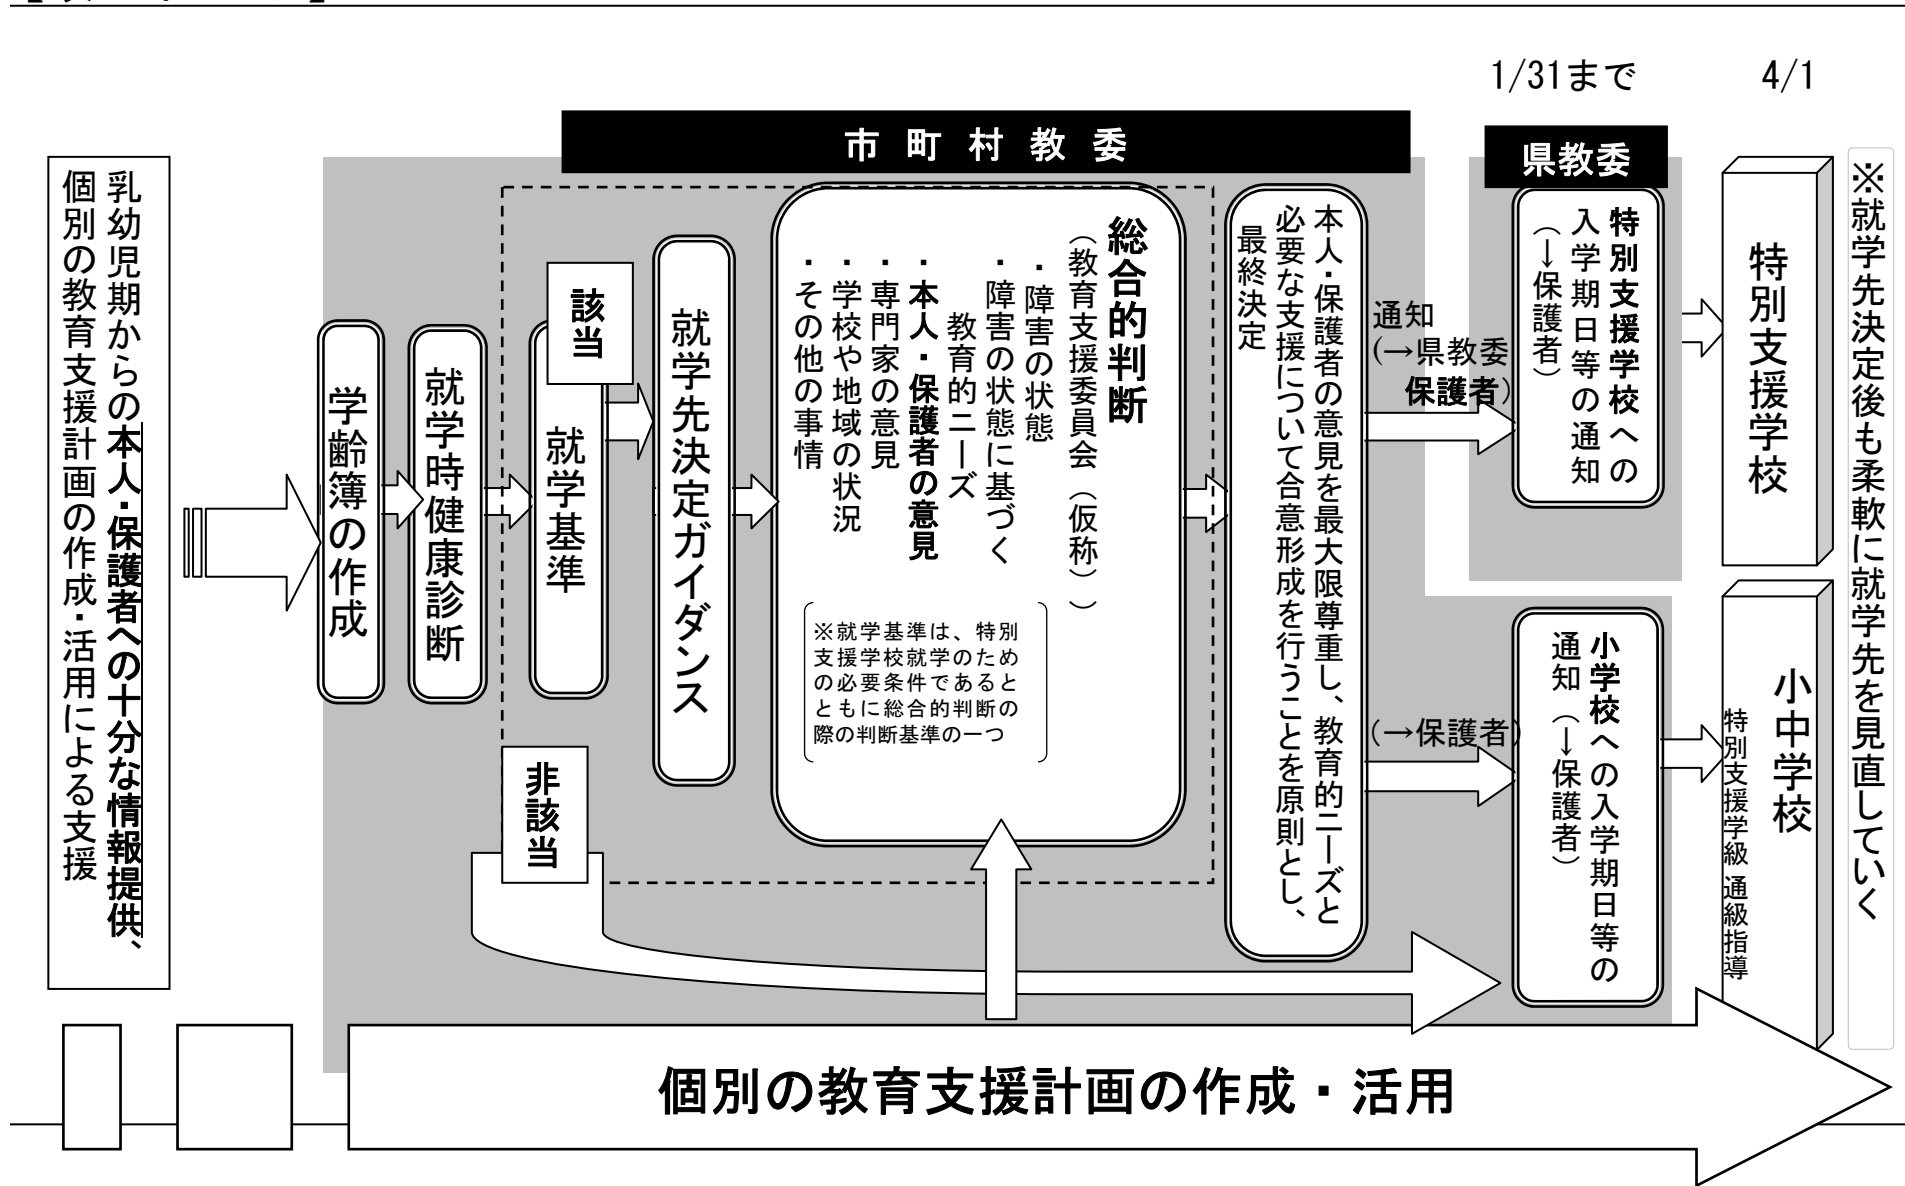 1/31まで
4/1
市町村教委
県教委
乳幼児期からの本人・保護者への十分な情報提供、
個別の教育支援計画の作成・活用による支援
学齢簿の作成
就学時健康診断
該当
就学基準
非該当
就学先決定ガイダンス
総合的判断
（教育支援委員会（仮称））
・障害の状態
・障害の状態に基づく
教育的ニーズ
・本人・保護者の意見
・専門家の意見
・学校や地域の状況
・その他の事情
※就学基準は、特別
支援学校就学のため
の必要条件であると
ともに総合的判断の
際の判断基準の一つ
本人・保護者の意見を最大限尊重し、教育的ニーズと
必要な支援について合意形成を行うことを原則とし、
最終決定
通知
(→県教委
保護者)
(→保護者)
特別支援学校への
入学期日等の通知
（→保護者）
小学校への入学期日等の
通知（→保護者）
特別支援学校
小中学校
特別支援学級 通級指導
※就学先決定後も柔軟に就学先を見直していく
個別の教育支援計画の作成・活用